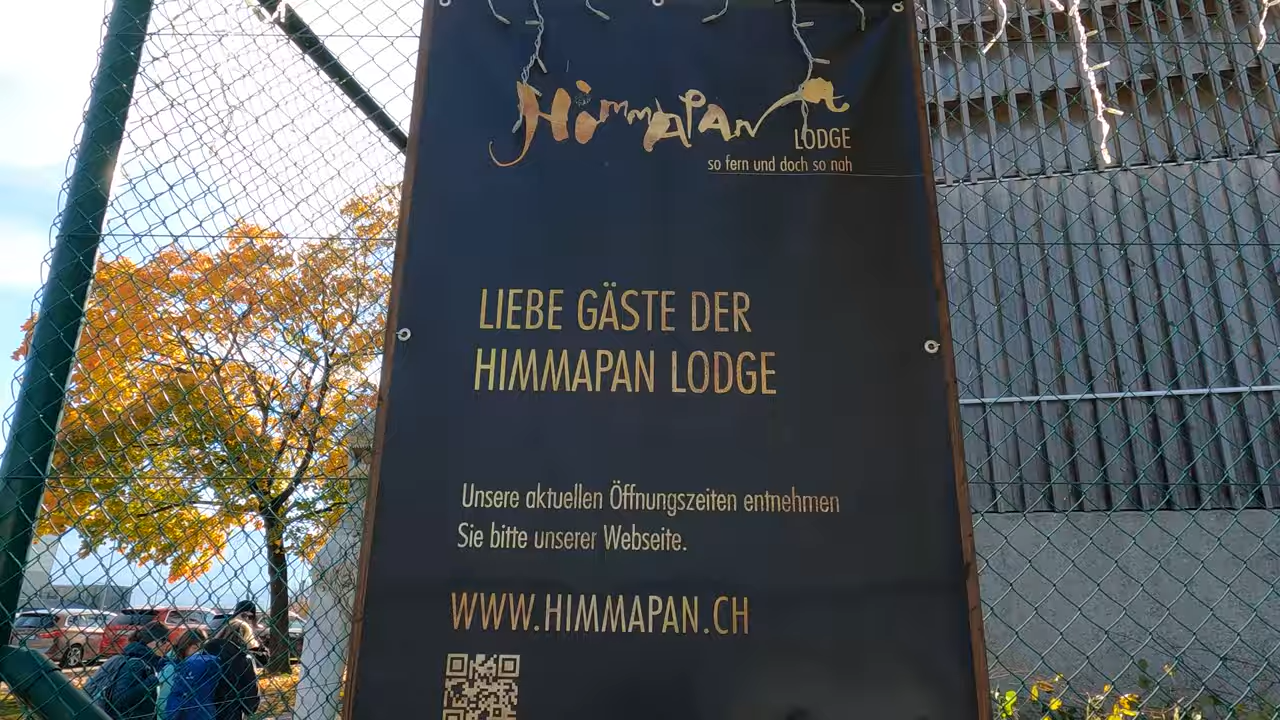 Himmapan
LODGE
so fern und doch so nah
LIEBE GÄSTE DER
HIMMAPAN LODGE
Unsere aktuellen Öffnungszeiten entnehmen
Sie bitte unserer Webseite.
WWW.HIMMAPAN.CH